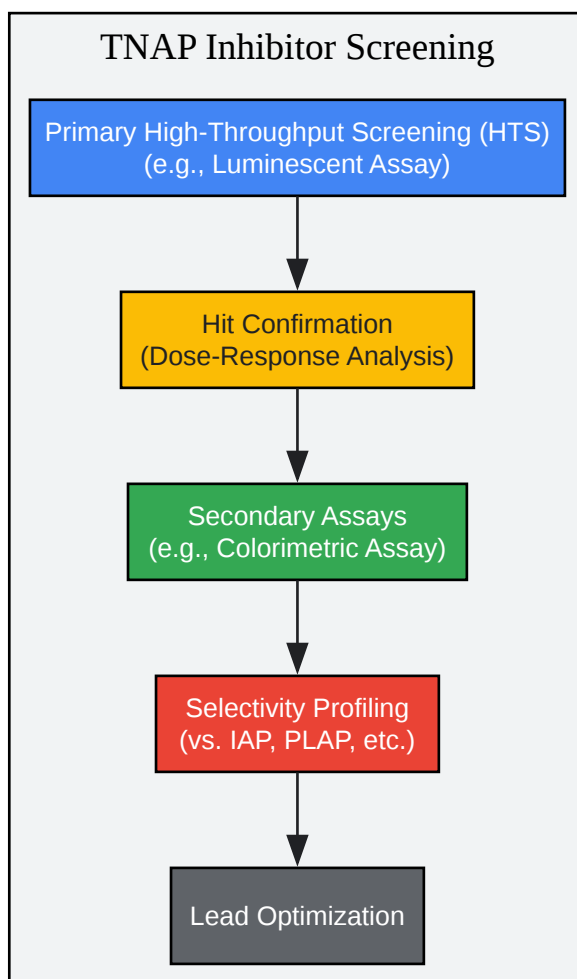 TNAP Inhibitor Screening
Primary High-Throughput Screening (HTS)
(e.g., Luminescent Assay)
Hit Confirmation
(Dose-Response Analysis)
Secondary Assays
(e.g., Colorimetric Assay)
Selectivity Profiling
(vs. IAP, PLAP, etc.)
Lead Optimization